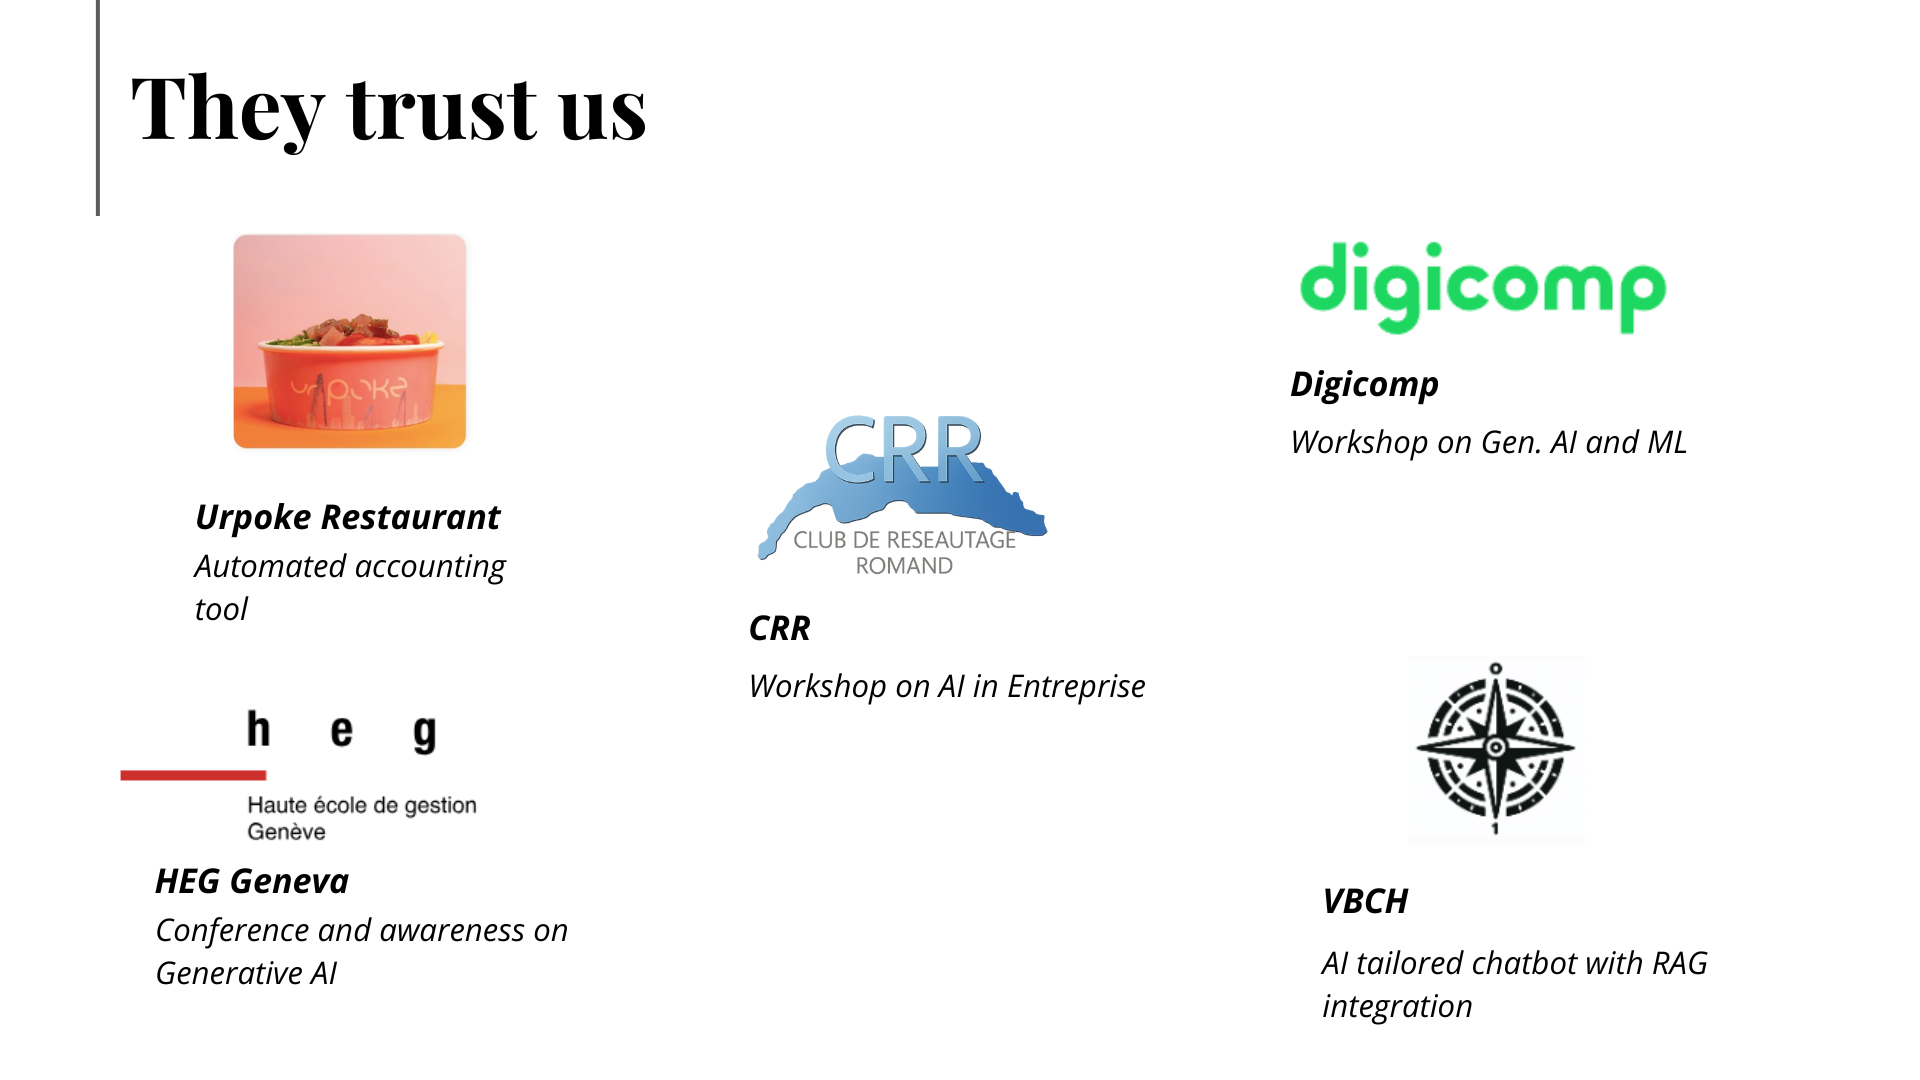 They trust us
urpoke
Urpoke Restaurant
Automated accounting
tool
h e g
Haute école de gestion
Genève
HEG Geneva
Conference and awareness on
Generative AI
CRR
CLUB DE RESEAUTAGE
ROMAND
CRR
Workshop on AI in Entreprise
digicomp
Digicomp
Workshop on Gen. AI and ML
1
VBCH
AI tailored chatbot with RAG
integration